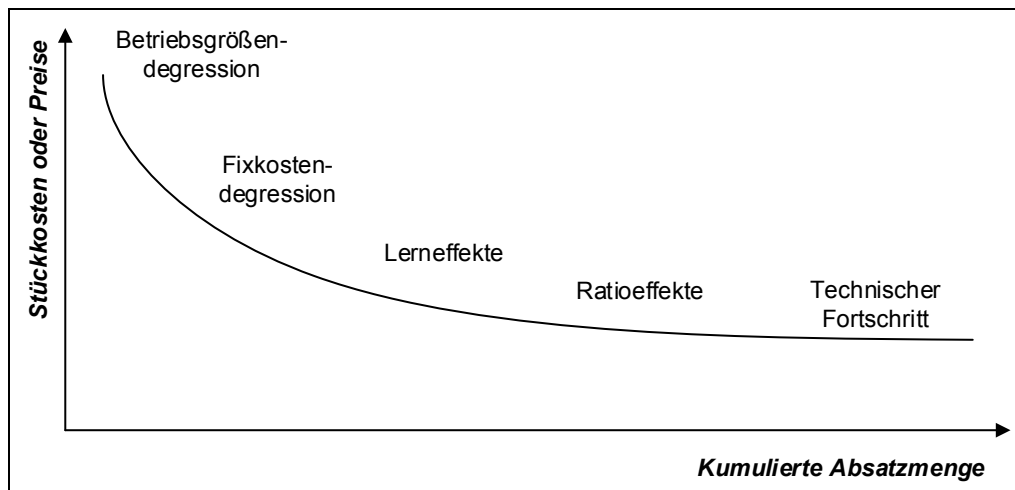 Betriebsgrößen-
degression
Stückkosten oder Preise
Fixkosten-
degression
Lerneffekte
Ratioeffekte
Technischer
Fortschritt
Kumulierte Absatzmenge